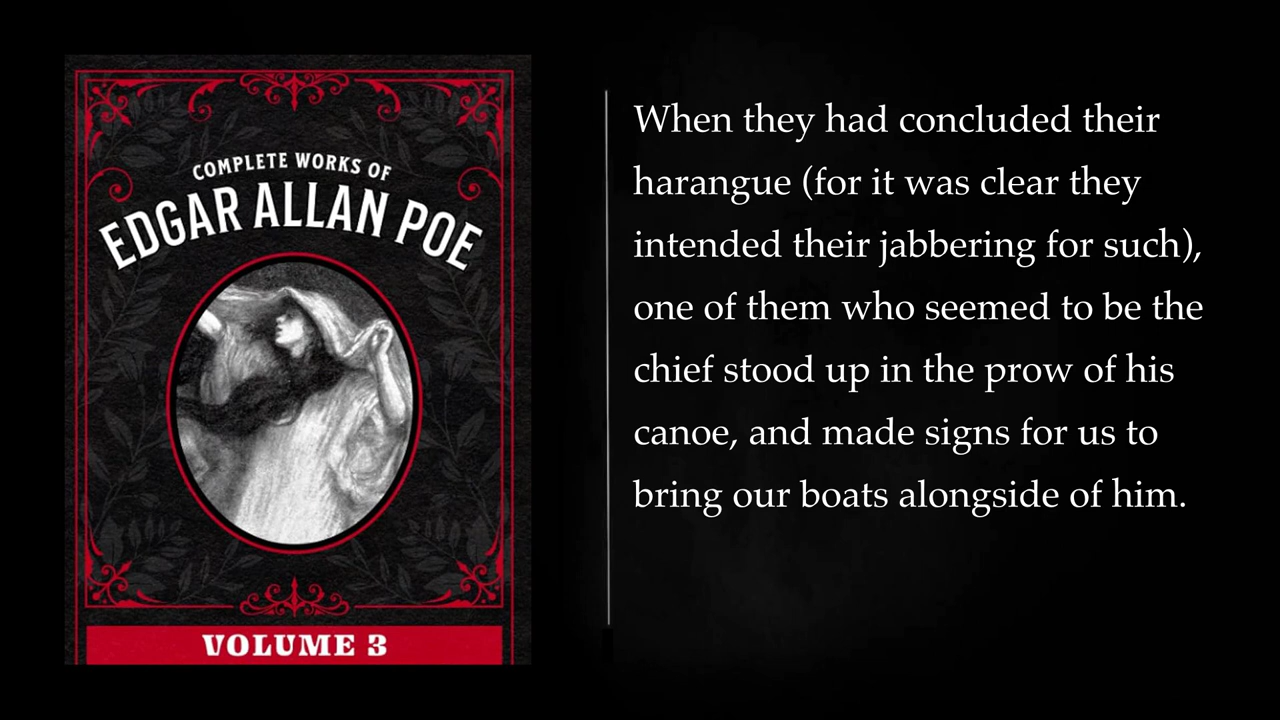 COMPLETE WORKS OF
EDGAR ALLAN POE
VOLUME 3
When they had concluded their
harangue (for it was clear they
intended their jabbering for such),
one of them who seemed to be the
chief stood up in the prow of his
canoe, and made signs for us to
bring our boats alongside of him.